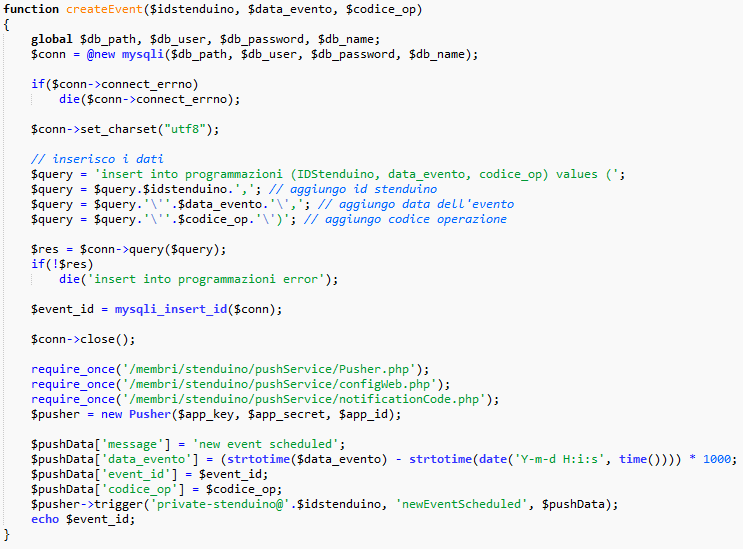 function createEvent($idstenduino, $data_evento, $codice_op)
{
    global $db_path, $db_user, $db_password, $db_name;
    $conn = @new mysqli($db_path, $db_user, $db_password, $db_name);

    if($conn->connect_errno)
        die($conn->connect_errno);

    $conn->set_charset("utf8");

    // inserisco i dati
    $query = 'insert into programmazioni (IDStenduino, data_evento, codice_op) values (';
    $query = $query.$idstenduino.','; // aggiungo id stenduino
    $query = $query.'\''.$data_evento.'\','; // aggiungo data dell'evento
    $query = $query.'\''.$codice_op.'\')'; // aggiungo codice operazione

    $res = $conn->query($query);
    if(!$res)
        die('insert into programmazioni error');

    $event_id = mysqli_insert_id($conn);

    $conn->close();

    require_once('/membri/stenduino/pushService/Pusher.php');
    require_once('/membri/stenduino/pushService/configWeb.php');
    require_once('/membri/stenduino/pushService/notificationCode.php');
    $pusher = new Pusher($app_key, $app_secret, $app_id);

    $pushData['message'] = 'new event scheduled';
    $pushData['data_evento'] = (strtotime($data_evento) - strtotime(date('Y-m-d H:i:s', time()))) * 1000;
    $pushData['event_id'] = $event_id;
    $pushData['codice_op'] = $codice_op;
    $pusher->trigger('private-stenduino@'.$idstenduino, 'newEventScheduled', $pushData);
    echo $event_id;
}